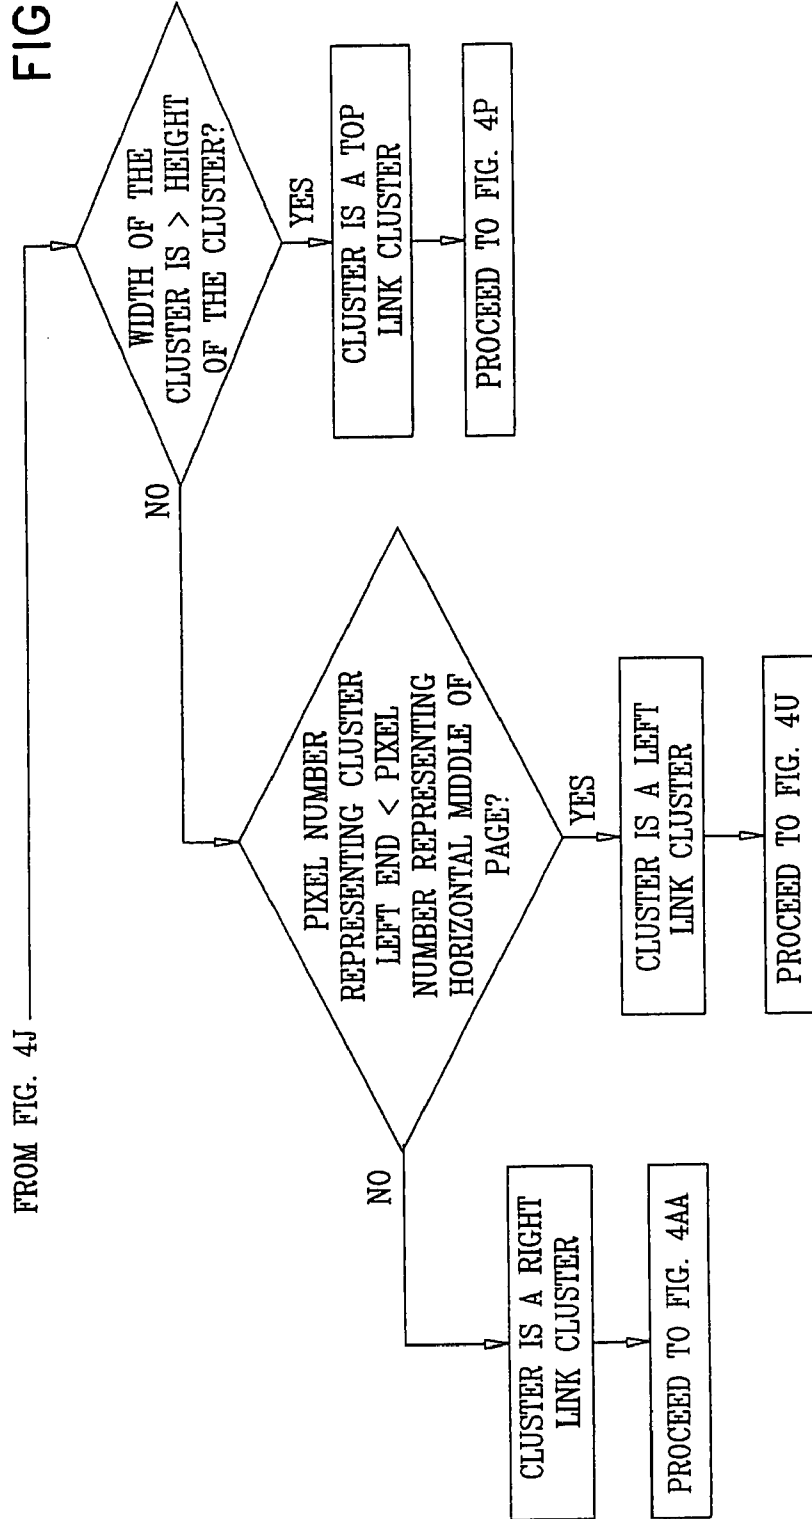 FIG
FROM FIG. 4J
WIDTH OF THE
CLUSTER IS > HEIGHT
OF THE CLUSTER?
NO
YES
CLUSTER IS A TOP
LINK CLUSTER
PROCEED TO FIG. 4P
PIXEL NUMBER
REPRESENTING CLUSTER
LEFT END < PIXEL
NUMBER REPRESENTING
HORIZONTAL MIDDLE OF
PAGE?
NO
YES
CLUSTER IS A LEFT
LINK CLUSTER
PROCEED TO FIG. 4U
CLUSTER IS A RIGHT
LINK CLUSTER
PROCEED TO FIG. 4AA